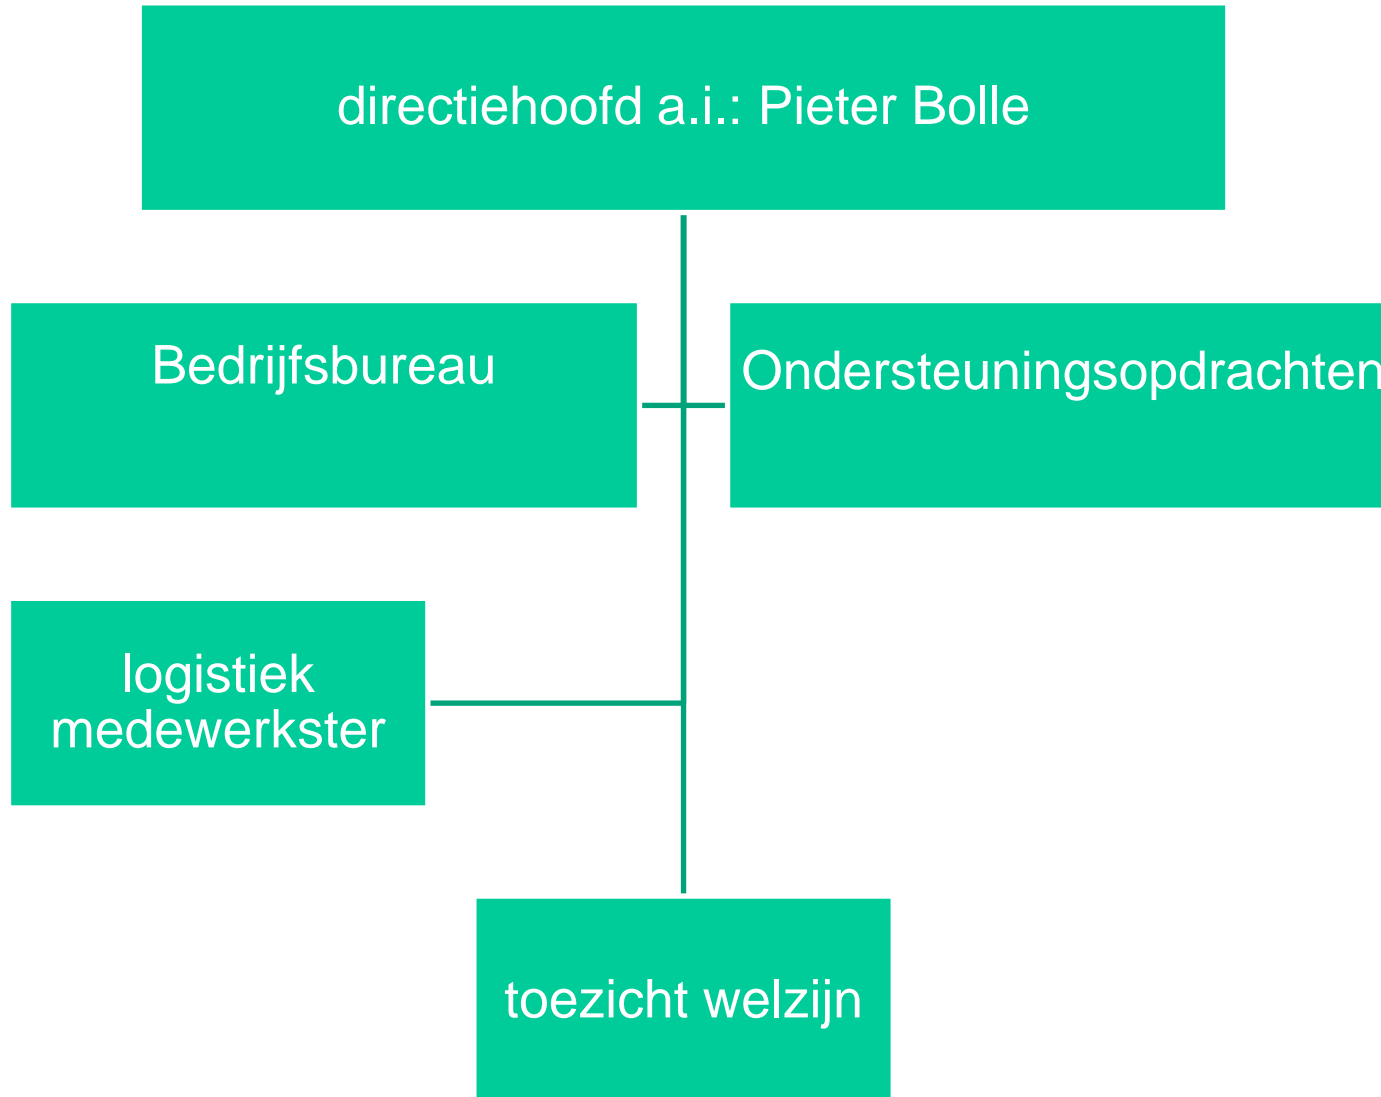 directiehoofd a.i.: Pieter Bolle
Bedrijfsbureau
Ondersteuningsopdrachten
logistiek
medewerkster
toezicht welzijn